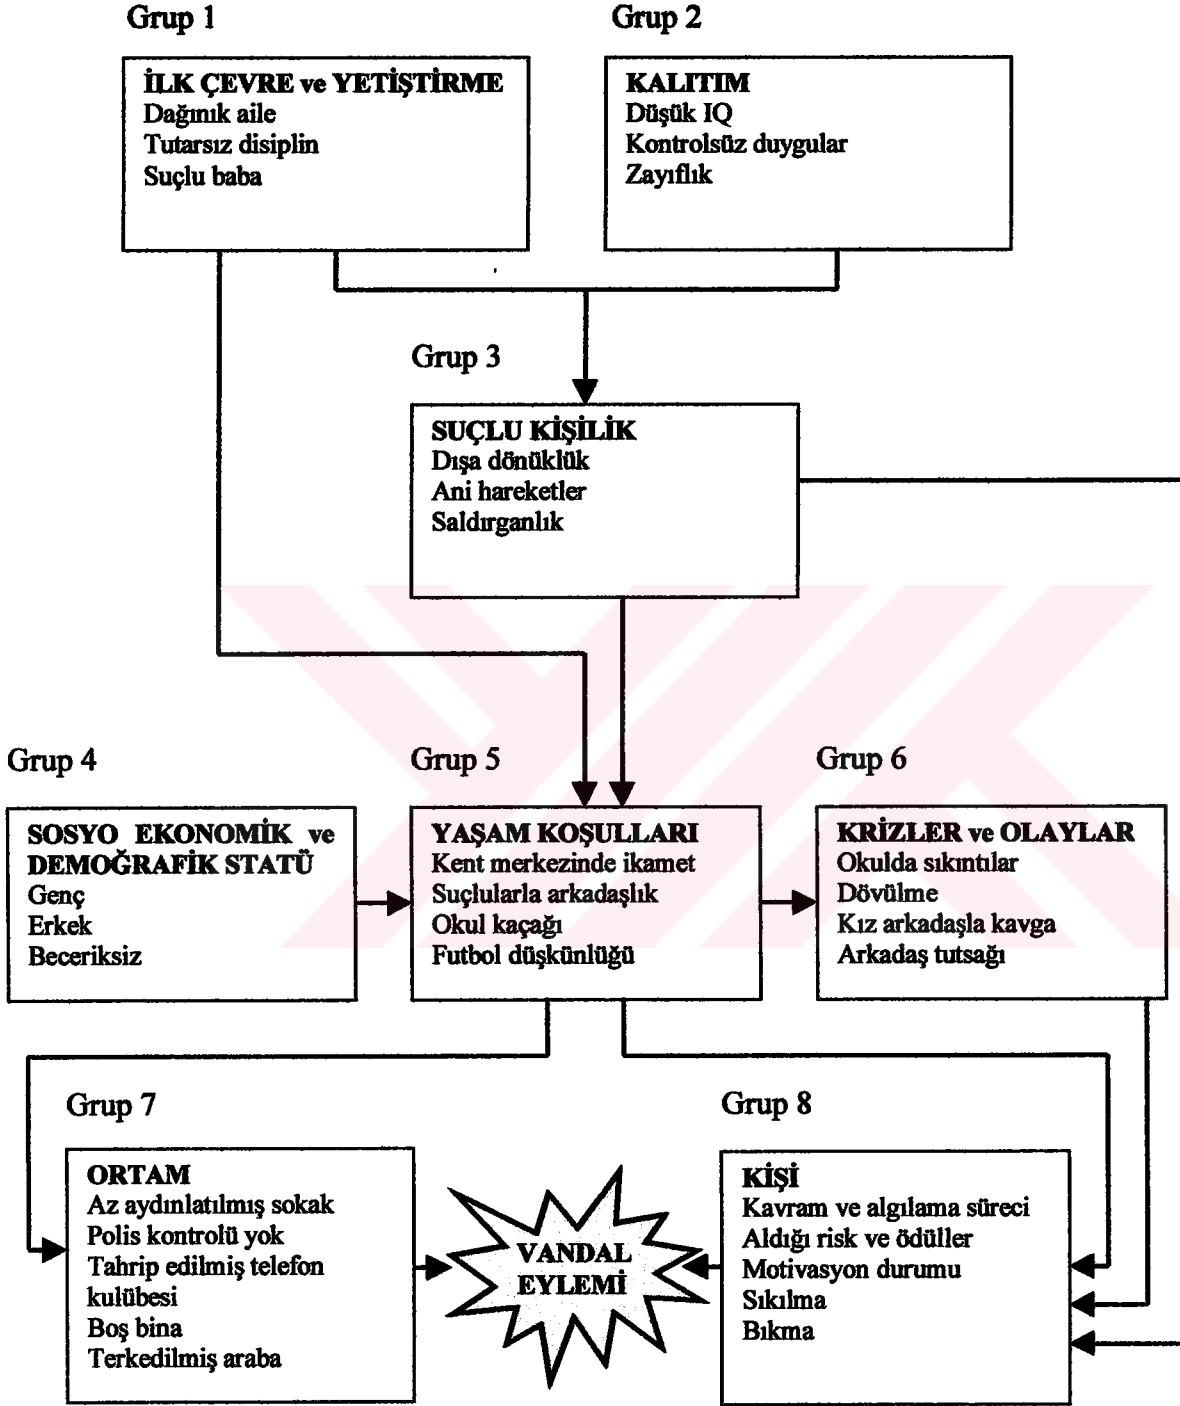 Grup 1
İLK ÇEVRE ve YETİŞTİRME
Dağınık aile
Tutarsız disiplin
Suçlu baba
Grup 2
KALITIM
Düşük IQ
Kontrolsüz duygular
Zayıflık
Grup 3
SUÇLU KİŞİLİK
Dışa dönüklük
Ani hareketler
Saldırganlık
Grup 4
SOSYO EKONOMİK ve
DEMOĞRAFİK STATÜ
Genç
Erkek
Beceriksiz
Grup 5
YAŞAM KOŞULLARI
Kent merkezinde ikamet
Suçlularla arkadaşlık
Okul kaçağı
Futbol düşkünlüğü
Grup 6
KRİZLER ve OLAYLAR
Okulda sıkıntılar
Dövülme
Kız arkadaşla kavga
Arkadaş tutsağı
Grup 7
ORTAM
Az aydınlatılmış sokak
Polis kontrolü yok
Tahrip edilmiş telefon
kulübesi
Boş bina
Terkedilmiş araba
VANDAL
EYLEMİ
Grup 8
KİŞİ
Kavram ve algılama süreci
Aldığı risk ve ödüller
Motivasyon durumu
Sıkılma
Bıkma